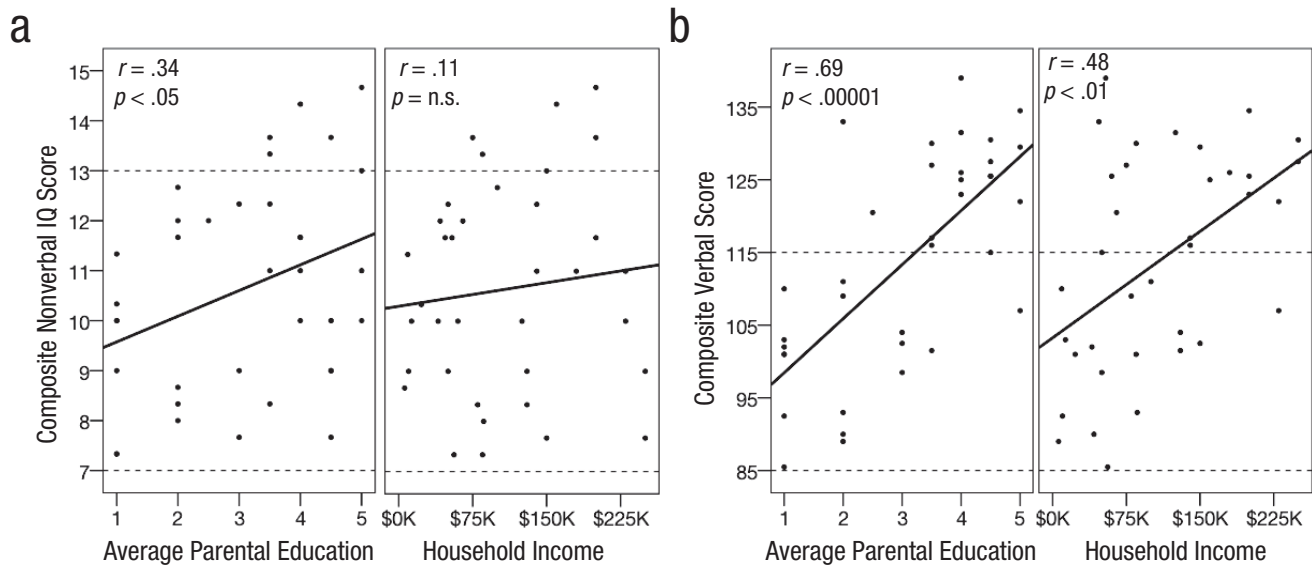 a
b
r = .34
p < .05
r = .11
p = n.s.
r = .69
p < .00001
r = .48
p < .01
Composite Nonverbal IQ Score
15
14
13
12
11
10
9
8
7
1 2 3 4 5
$0K $75K $150K $225K
Average Parental Education
Household Income
Composite Verbal Score
135
125
115
105
95
85
1 2 3 4 5
$0K $75K $150K $225K
Average Parental Education
Household Income